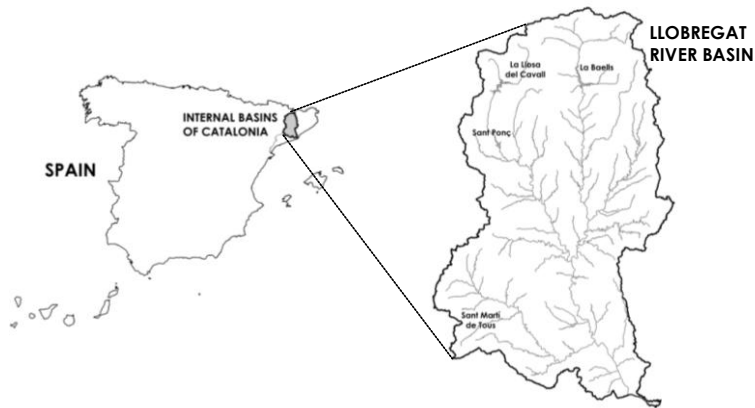 LLOBREGAT
RIVER BASIN
La Llosa
del Cavall
La Baells
INTERNAL BASINS
OF CATALONIA
Sant Ponç
SPAIN
Sant Martí
de Tous